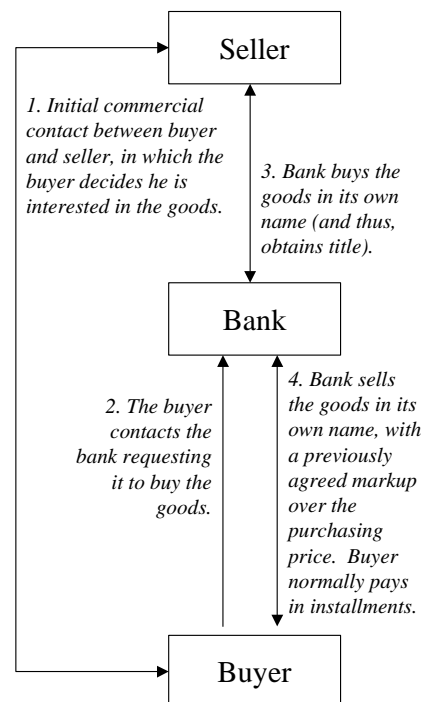 Seller
1. Initial commercial
contact between buyer
and seller, in which the
buyer decides he is
interested in the goods.
3. Bank buys the
goods in its own
name (and thus,
obtains title).
Bank
2. The buyer
contacts the
bank requesting
it to buy the
goods.
4. Bank sells
the goods in its
own name, with
a previously
agreed markup
over the
purchasing
price.  Buyer
normally pays
in installments.
Buyer